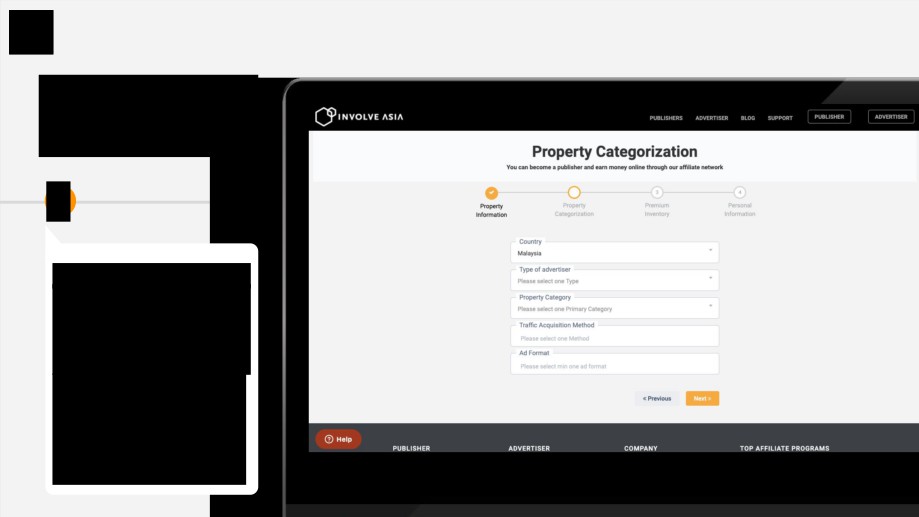 INVOLVE ASIA
PUBLISHERS ADVERTISER BLOG SUPPORT PUBLISHER ADVERTISER
Property Categorization
You can become a publisher and earn money online through our affiliate network
3 4
Property Information
Property Categorization
Premium Inventory
Personal Information
Country
Malaysia
Type of advertiser
Please select one Type
Property Category
Please select one Primary Category
Traffic Acquisition Method
Please select one Method
Ad Format
Please select min one ad format
< Previous Next >
Help
PUBLISHER ADVERTISER COMPANY TOP AFFILIATE PROGRAMS